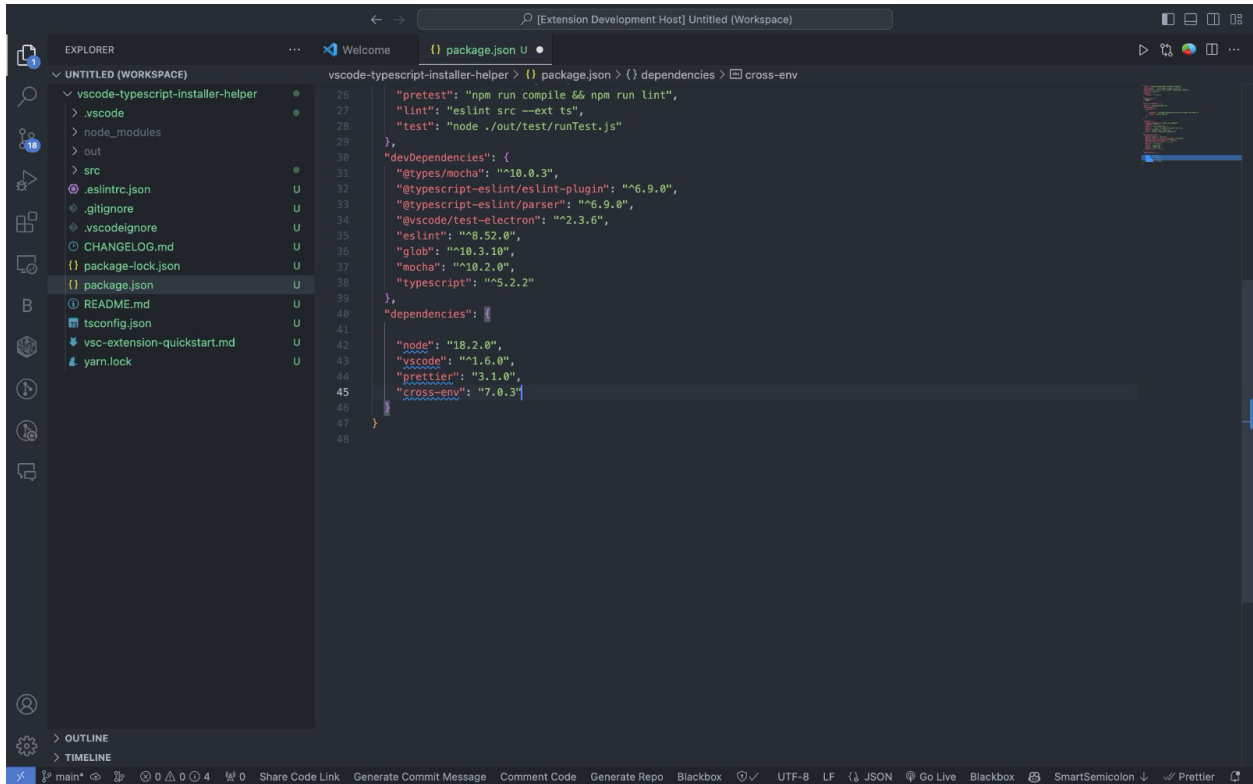 [Extension Development Host] Untitled (Workspace)
EXPLORER
Welcome
{} package.json U
UNTITLED (WORKSPACE)
vscode-typescript-installer-helper > {} package.json > {} dependencies > cross-env
vscode-typescript-installer-helper
.vscode
node_modules
out
src
.eslintrc.json U
.gitignore U
.vscodeignore U
CHANGELOG.md U
{} package-lock.json U
{} package.json U
README.md U
TS tsconfig.json U
vsc-extension-quickstart.md U
yarn.lock U
1
18
B
26 "pretest": "npm run compile && npm run lint",
27 "lint": "eslint src --ext ts",
28 "test": "node ./out/test/runTest.js"
29 },
30 "devDependencies": {
31 "@types/mocha": "^10.0.3",
32 "@typescript-eslint/eslint-plugin": "^6.9.0",
33 "@typescript-eslint/parser": "^6.9.0",
34 "@vscode/test-electron": "^2.3.6",
35 "eslint": "^8.52.0",
36 "glob": "^10.3.10",
37 "mocha": "^10.2.0",
38 "typescript": "^5.2.2"
39 },
40 "dependencies": {
41
42 "node": "18.2.0",
43 "vscode": "^1.6.0",
44 "prettier": "3.1.0",
45 "cross-env": "7.0.3"
46 }
47 }
48
OUTLINE
TIMELINE
main* 0 0 4 0 Share Code Link Generate Commit Message Comment Code Generate Repo Blackbox UTF-8 LF {} JSON Go Live Blackbox SmartSemicolon ↓ Prettier